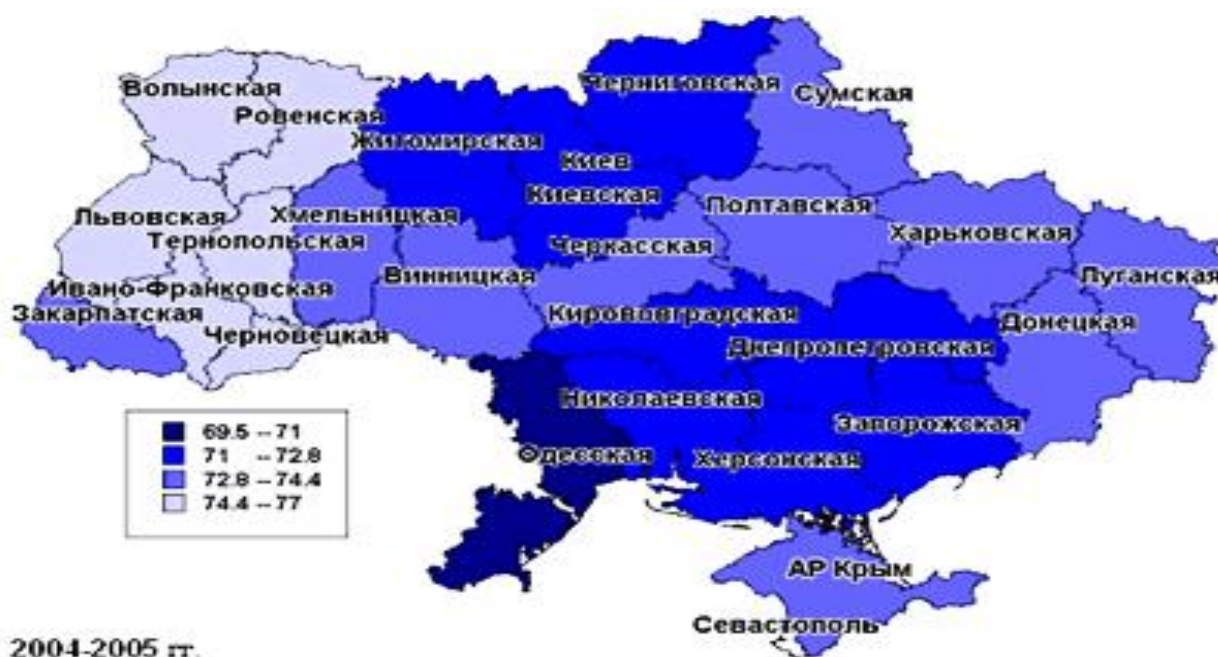 Черниговская
Волынская
Сумская
Ровенская
Житомирская
Киев
Киевская
Полтавская
Львовская
Хмельницкая
Тернопольская
Черкасская
Харьковская
Винницкая
Луганская
Ивано-Франковская
Закарпатская
Кировоградская
Донецкая
Черновецкая
Днепропетровская
Николаевская
Запорожская
Одесская
Херсонская
69.5 -- 71
71 -- 72.8
72.8 -- 74.4
74.4 -- 77
АР Крым
Севастополь
2004-2005 гг.